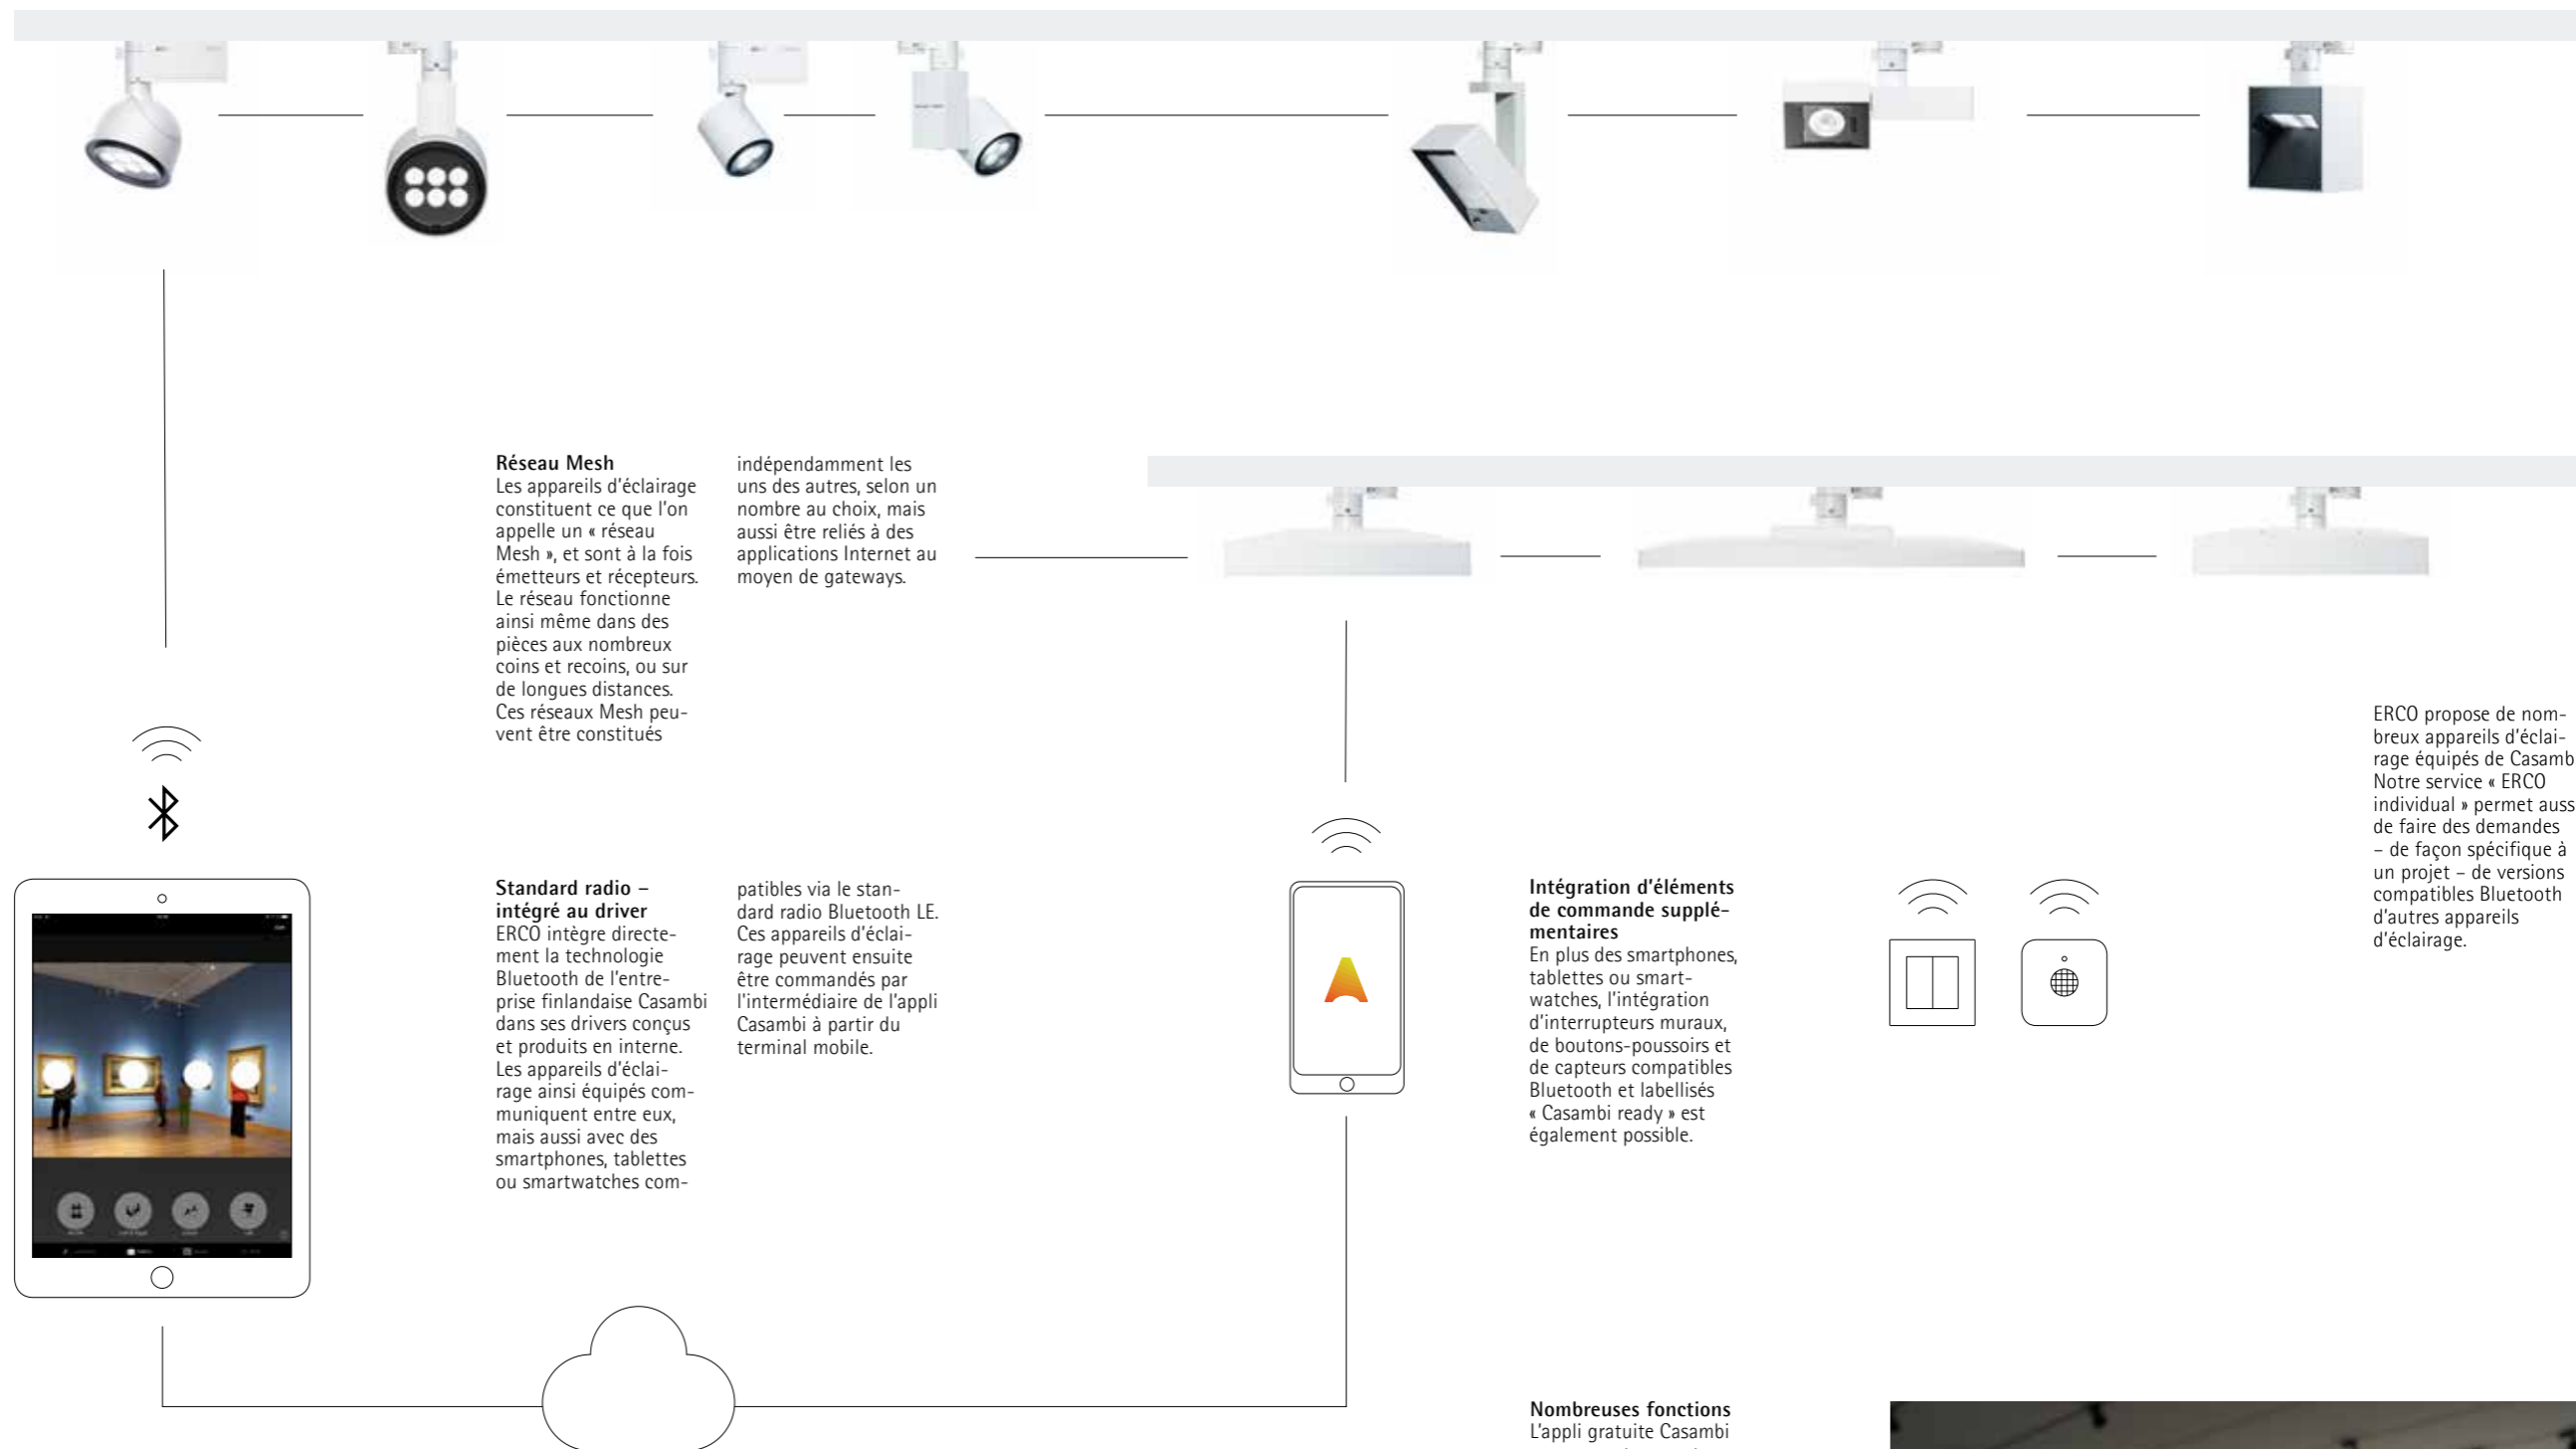 Réseau Mesh
Les appareils d'éclairage
constituent ce que l'on
appelle un « réseau
Mesh », et sont à la fois
émetteurs et récepteurs.
Le réseau fonctionne
ainsi même dans des
pièces aux nombreux
coins et recoins, ou sur
de longues distances.
Ces réseaux Mesh peu-
vent être constitués
indépendamment les
uns des autres, selon un
nombre au choix, mais
aussi être reliés à des
applications Internet au
moyen de gateways.
Standard radio –
intégré au driver
ERCO intègre directe-
ment la technologie
Bluetooth de l'entre-
prise finlandaise Casambi
dans ses drivers conçus
et produits en interne.
Les appareils d'éclai-
rage ainsi équipés com-
muniquent entre eux,
mais aussi avec des
smartphones, tablettes
ou smartwatches com-
patibles via le stan-
dard radio Bluetooth LE.
Ces appareils d'éclai-
rage peuvent ensuite
être commandés par
l'intermédiaire de l'appli
Casambi à partir du
terminal mobile.
Intégration d'éléments
de commande supplé-
mentaires
En plus des smartphones,
tablettes ou smart-
watches, l'intégration
d'interrupteurs muraux,
de boutons-poussoirs et
de capteurs compatibles
Bluetooth et labellisés
« Casambi ready » est
également possible.
ERCO propose de nom-
breux appareils d'éclai-
rage équipés de Casamb
Notre service « ERCO
individual » permet auss
de faire des demandes
– de façon spécifique à
un projet – de versions
compatibles Bluetooth
d'autres appareils
d'éclairage.
Nombreuses fonctions
L'appli gratuite Casambi